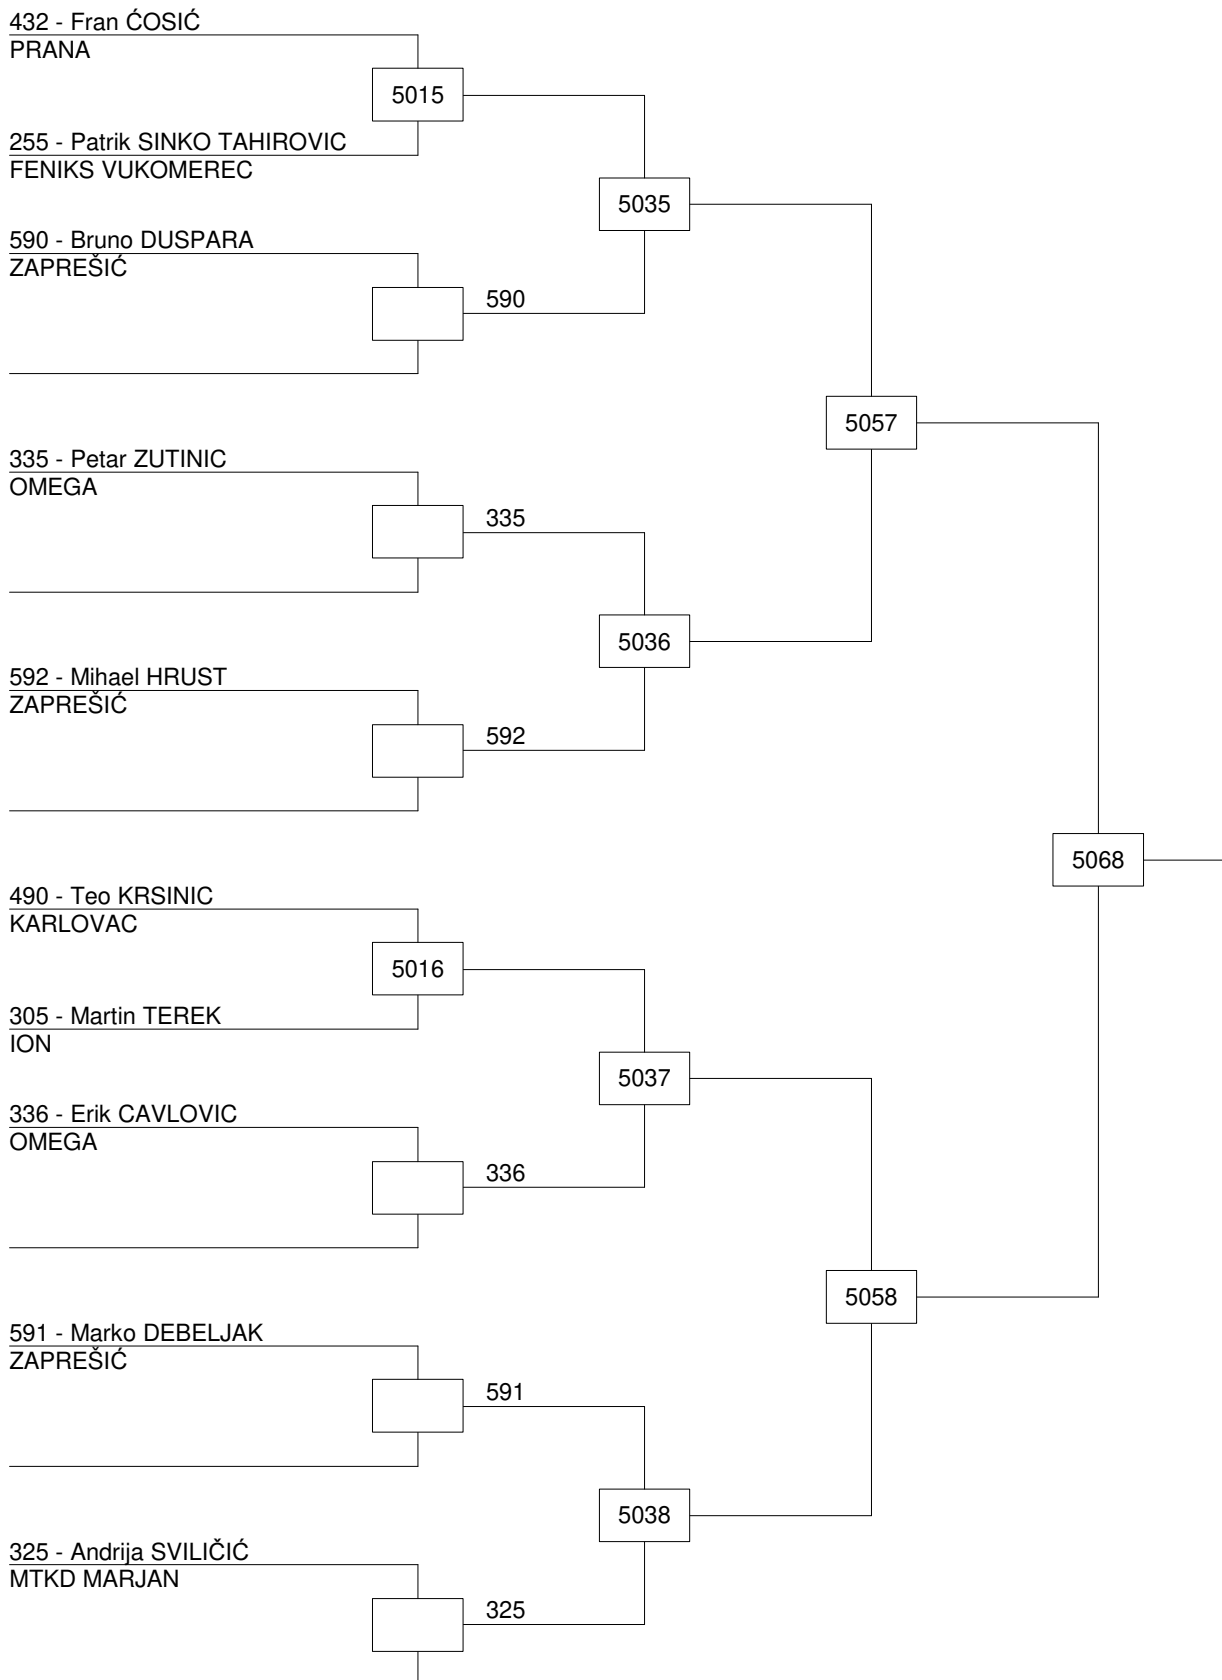 432 - Fran ĆOSIĆ
PRANA
5015
255 - Patrik SINKO TAHIROVIC
FENIKS VUKOMEREC
5035
590 - Bruno DUSPARA
ZAPREŠIĆ
590
5057
335 - Petar ZUTINIC
OMEGA
335
5036
592 - Mihael HRUST
ZAPREŠIĆ
592
5068
490 - Teo KRSINIC
KARLOVAC
5016
305 - Martin TEREK
ION
5037
336 - Erik CAVLOVIC
OMEGA
336
5058
591 - Marko DEBELJAK
ZAPREŠIĆ
591
5038
325 - Andrija SVILIČIĆ
MTKD MARJAN
325